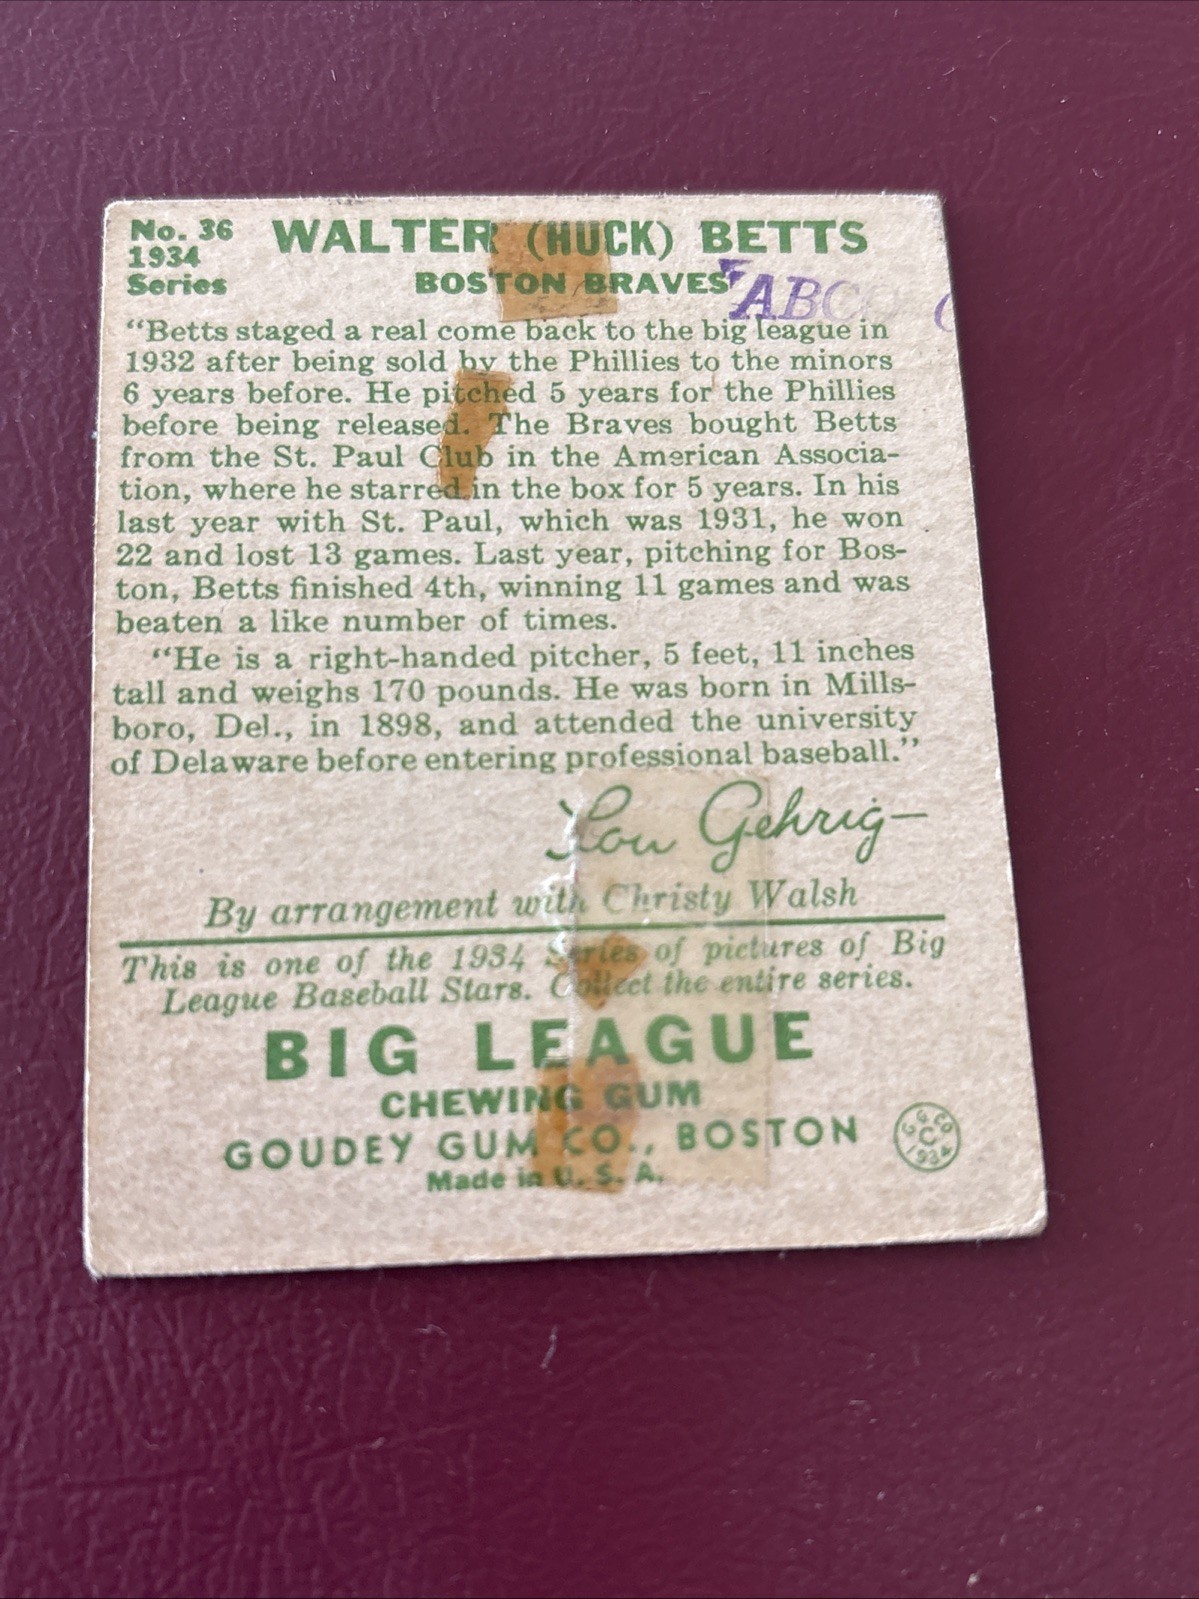 No. 36
1934
Series
WALTER (HUCK) BETTS
BOSTON BRAVES
ABC
"Betts staged a real come back to the big league in
1932 after being sold by the Phillies to the minors
6 years before. He pitched 5 years for the Phillies
before being released. The Braves bought Betts
from the St. Paul Club in the American Associa-
tion, where he starred in the box for 5 years. In his
last year with St. Paul, which was 1931, he won
22 and lost 13 games. Last year, pitching for Bos-
ton, Betts finished 4th, winning 11 games and was
beaten a like number of times.
"He is a right-handed pitcher, 5 feet, 11 inches
tall and weighs 170 pounds. He was born in Mills-
boro, Del., in 1898, and attended the university
of Delaware before entering professional baseball."
Lou Gehrig—
By arrangement with Christy Walsh
This is one of the 1934 Series of pictures of Big
League Baseball Stars. Collect the entire series.
BIG LEAGUE
CHEWING GUM
GOUDEY GUM CO., BOSTON
Made in U. S. A.
G. G. CO
C
1934